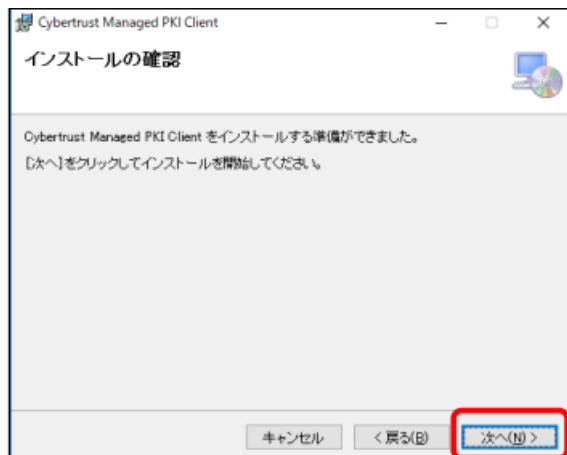 Cybertrust Managed PKI Client
インストールの確認
Cybertrust Managed PKI Client をインストールする準備ができました。
[次へ]をクリックしてインストールを開始してください。
キャンセル
< 戻る(B)
次へ(N) >